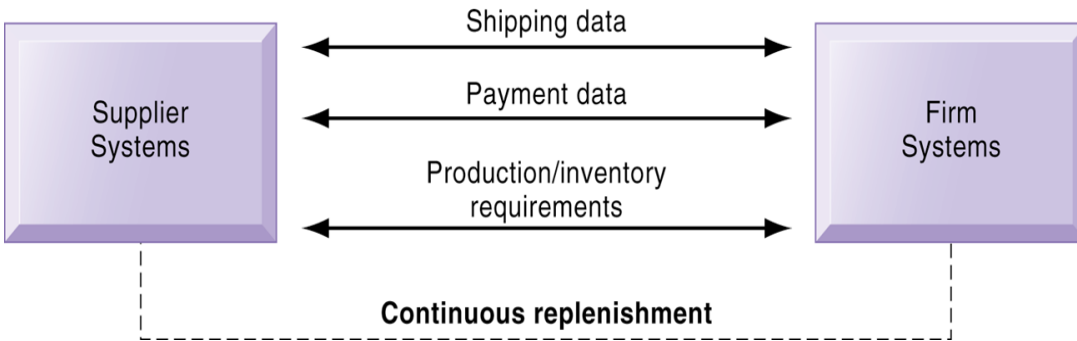 Shipping data
Supplier
Systems
Payment data
Firm
Systems
Production/inventory
requirements
Continuous replenishment